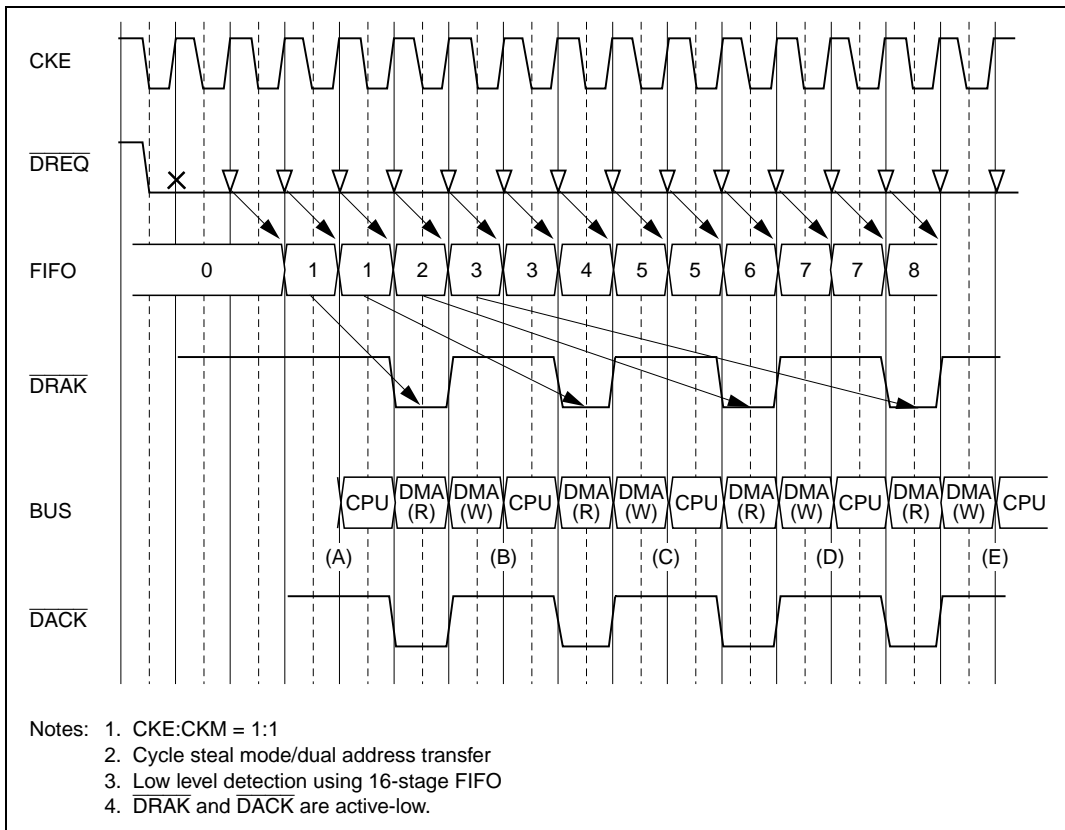 CKE
DREQ
FIFO
0 1 1 2 3 3 4 5 5 6 7 7 8
DRAK
BUS
CPU DMA (R) DMA (W) CPU DMA (R) DMA (W) CPU DMA (R) DMA (W) CPU DMA (R) DMA (W) CPU
(A) (B) (C) (D) (E)
DACK
Notes: 1. CKE:CKM = 1:1
2. Cycle steal mode/dual address transfer
3. Low level detection using 16-stage FIFO
4. DRAK and DACK are active-low.